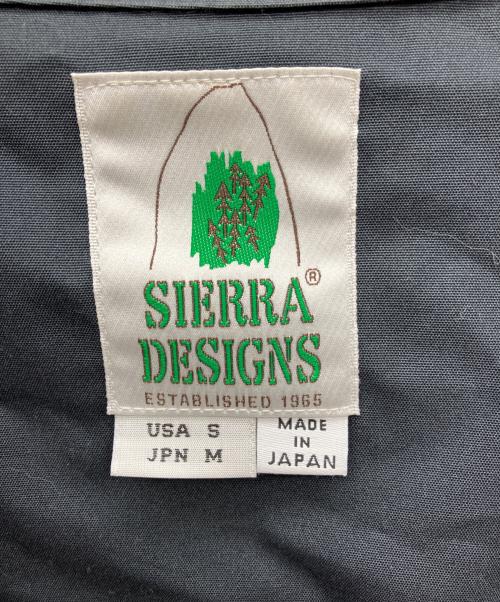 SIERRA®
DESIGNS
ESTABLISHED 1965
USA S
JPN M
MADE
IN
JAPAN